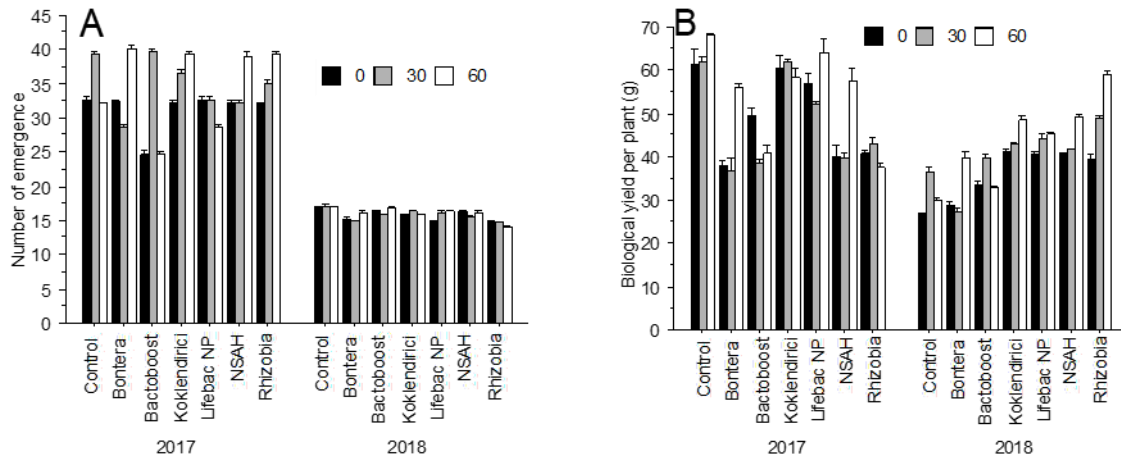 A
Number of emergence
45
40
35
30
25
20
15
10
5
0
0 30 60
Control
Bontera
Bactoboost
Koklendirici
Lifebac NP
NSAH
Rhizobia
Control
Bontera
Bactoboost
Koklendirici
Lifebac NP
NSAH
Rhizobia
2017 2018
B
Biological yield per plant (g)
70
60
50
40
30
20
10
0
0 30 60
Control
Bontera
Bactoboost
Koklendirici
Lifebac NP
NSAH
Rhizobia
Control
Bontera
Bactoboost
Koklendirici
Lifebac NP
NSAH
Rhizobia
2017 2018